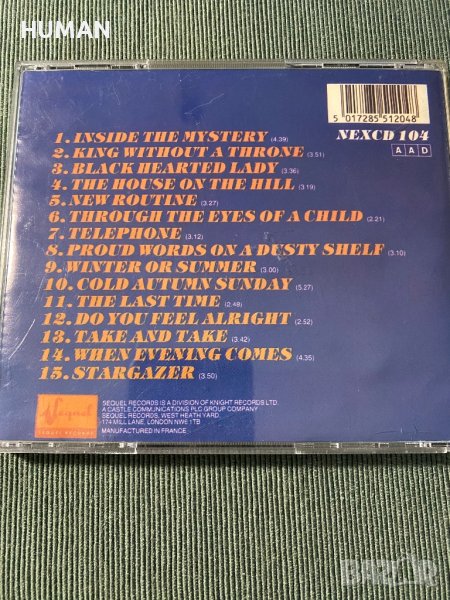 HUMAN
5 017285 512048
NEXCD 104
A A D
1. INSIDE THE MYSTERY (4.39)
2. KING WITHOUT A THRONE (3.51)
3. BLACK HEARTED LADY (3.36)
4. THE HOUSE ON THE HILL (3.19)
5. NEW ROUTINE (3.27)
6. THROUGH THE EYES OF A CHILD (2.21)
7. TELEPHONE (3.12)
8. PROUD WORDS ON A DUSTY SHELF (3.10)
9. WINTER OR SUMMER (3.00)
10. COLD AUTUMN SUNDAY (5.27)
11. THE LAST TIME (2.48)
12. DO YOU FEEL ALRIGHT (2.52)
13. TAKE AND TAKE (3.42)
14. WHEN EVENING COMES (4.35)
15. STARGAZER (3.50)
Sequel
SEQUEL RECORDS
SEQUEL RECORDS IS A DIVISION OF KNIGHT RECORDS LTD.
A CASTLE COMMUNICATIONS PLC GROUP COMPANY
SEQUEL RECORDS, WEST HEATH YARD,
174 MILL LANE, LONDON NW6 1TB
MANUFACTURED IN FRANCE
BAZAR